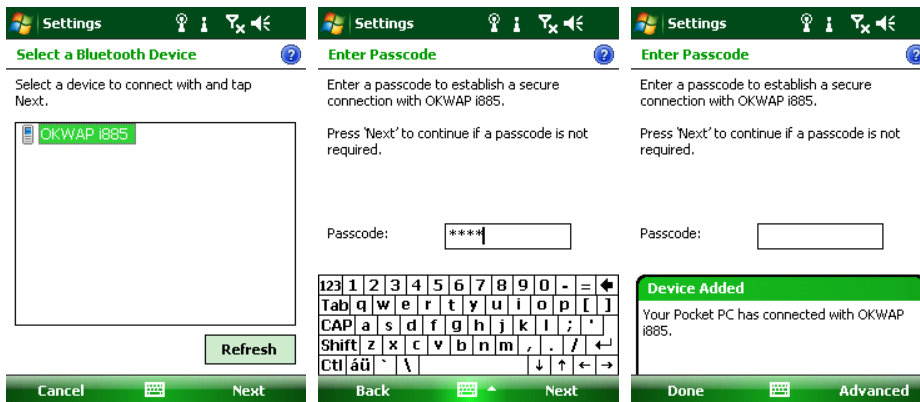 Settings
Select a Bluetooth Device
Select a device to connect with and tap
Next.
OKWAP i885
Refresh
Cancel
Next
Settings
Enter Passcode
Enter a passcode to establish a secure
connection with OKWAP i885.
Press 'Next' to continue if a passcode is not
required.
Passcode:
****
123 1 2 3 4 5 6 7 8 9 0 - =
Tab q w e r t y u i o p [ ]
CAP a s d f g h j k l ; '
Shift z x c v b n m , . /
Ctl áü ` \
Back
Next
Settings
Enter Passcode
Enter a passcode to establish a secure
connection with OKWAP i885.
Press 'Next' to continue if a passcode is not
required.
Passcode:
Device Added
Your Pocket PC has connected with OKWAP
i885.
Done
Advanced